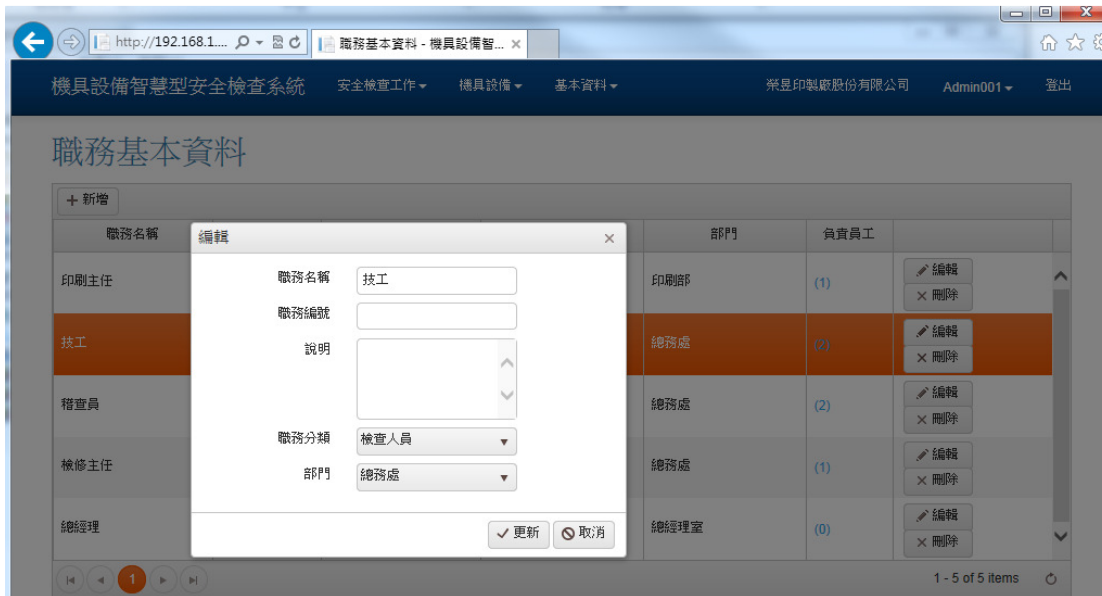 http://192.168.1....
職務基本資料 - 機具設備智...
機具設備智慧型安全檢查系統 安全檢查工作 機具設備 基本資料 榮昱印製廠股份有限公司 Admin001 登出
職務基本資料
新增
職務名稱 部門 負責員工
印刷主任 印刷部 (1) 編輯 刪除
技工 總務處 (2) 編輯 刪除
稽查員 總務處 (2) 編輯 刪除
檢修主任 總務處 (1) 編輯 刪除
總經理 總經理室 (0) 編輯 刪除
編輯
職務名稱 技工
職務編號
說明
職務分類 檢查人員
部門 總務處
更新 取消
1
1 - 5 of 5 items